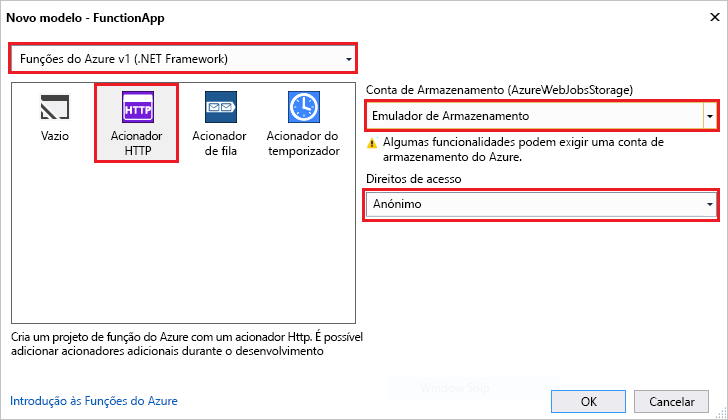 Novo modelo - FunctionApp
Funções do Azure v1 (.NET Framework)
HTTP
Vazio
Acionador
HTTP
Acionador
de fila
Acionador do
temporizador
Conta de Armazenamento (AzureWebJobsStorage)
Emulador de Armazenamento
Algumas funcionalidades podem exigir uma conta de
armazenamento do Azure.
Direitos de acesso
Anónimo
Cria um projeto de função do Azure com um acionador Http. É possível
adicionar acionadores adicionais durante o desenvolvimento
Window Snip
Introdução às Funções do Azure
OK
Cancelar